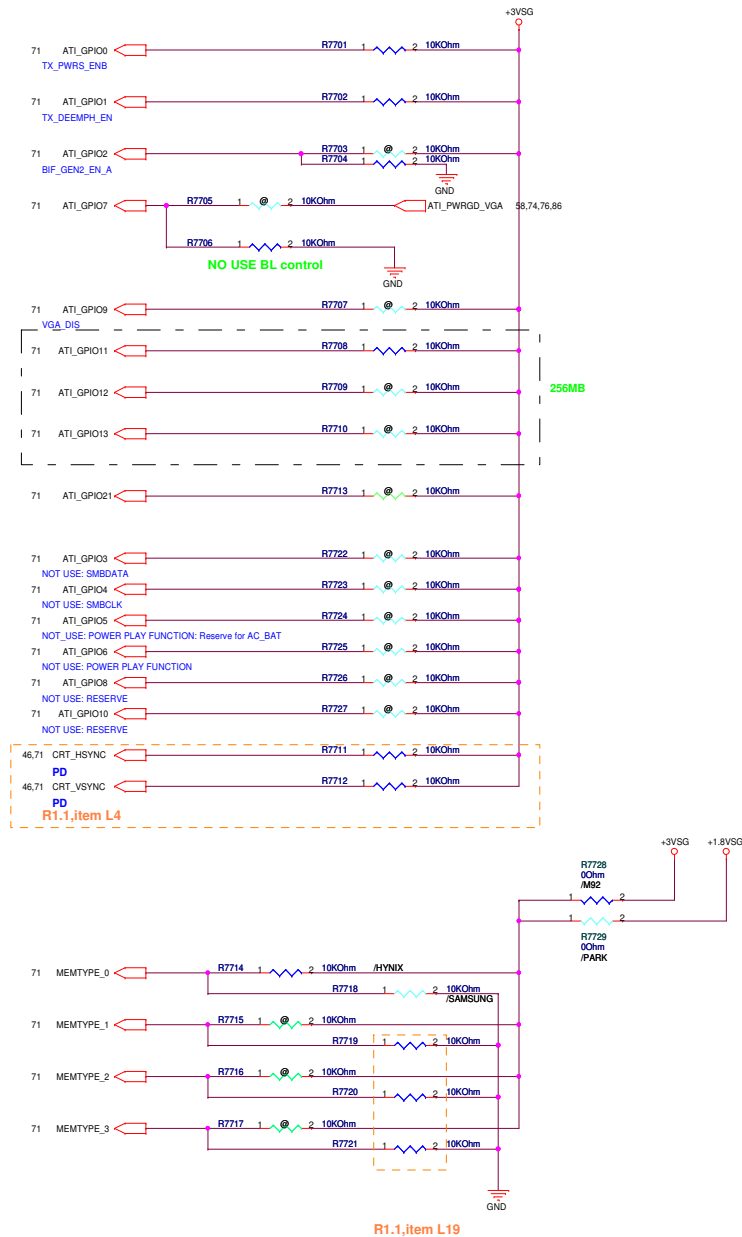 +3VSG
71 ATI_GPIO0 R7701 1 2 10KOhm
TX_PWRS_ENB
71 ATI_GPIO1 R7702 1 2 10KOhm
TX_DEEMPH_EN
71 ATI_GPIO2 R7703 1 @ 2 10KOhm
R7704 1 2 10KOhm
BIF_GEN2_EN_A
GND
71 ATI_GPIO7 R7705 1 @ 2 10KOhm ATI_PWRGD_VGA 58,74,76,86
R7706 1 2 10KOhm
NO USE BL control
GND
71 ATI_GPIO9 R7707 1 @ 2 10KOhm
VGA_DIS
71 ATI_GPIO11 R7708 1 2 10KOhm
71 ATI_GPIO12 R7709 1 @ 2 10KOhm
256MB
71 ATI_GPIO13 R7710 1 @ 2 10KOhm
71 ATI_GPIO21 R7713 1 @ 2 10KOhm
71 ATI_GPIO3 R7722 1 @ 2 10KOhm
NOT USE: SMBDATA
71 ATI_GPIO4 R7723 1 @ 2 10KOhm
NOT USE: SMBCLK
71 ATI_GPIO5 R7724 1 @ 2 10KOhm
NOT_USE: POWER PLAY FUNCTION: Reserve for AC_BAT
71 ATI_GPIO6 R7725 1 @ 2 10KOhm
NOT USE: POWER PLAY FUNCTION
71 ATI_GPIO8 R7726 1 @ 2 10KOhm
NOT USE: RESERVE
71 ATI_GPIO10 R7727 1 @ 2 10KOhm
NOT USE: RESERVE
46,71 CRT_HSYNC R7711 1 2 10KOhm
PD
46,71 CRT_VSYNC R7712 1 2 10KOhm
PD
R1.1,item L4
+3VSG +1.8VSG
R7728
0Ohm
/M92
1 2
1 2
R7729
0Ohm
/PARK
71 MEMTYPE_0 R7714 1 2 10KOhm /HYNIX
R7718 1 2 10KOhm
/SAMSUNG
71 MEMTYPE_1 R7715 1 @ 2 10KOhm
R7719 1 2 10KOhm
71 MEMTYPE_2 R7716 1 @ 2 10KOhm
R7720 1 2 10KOhm
71 MEMTYPE_3 R7717 1 @ 2 10KOhm
R7721 1 2 10KOhm
GND
R1.1,item L19